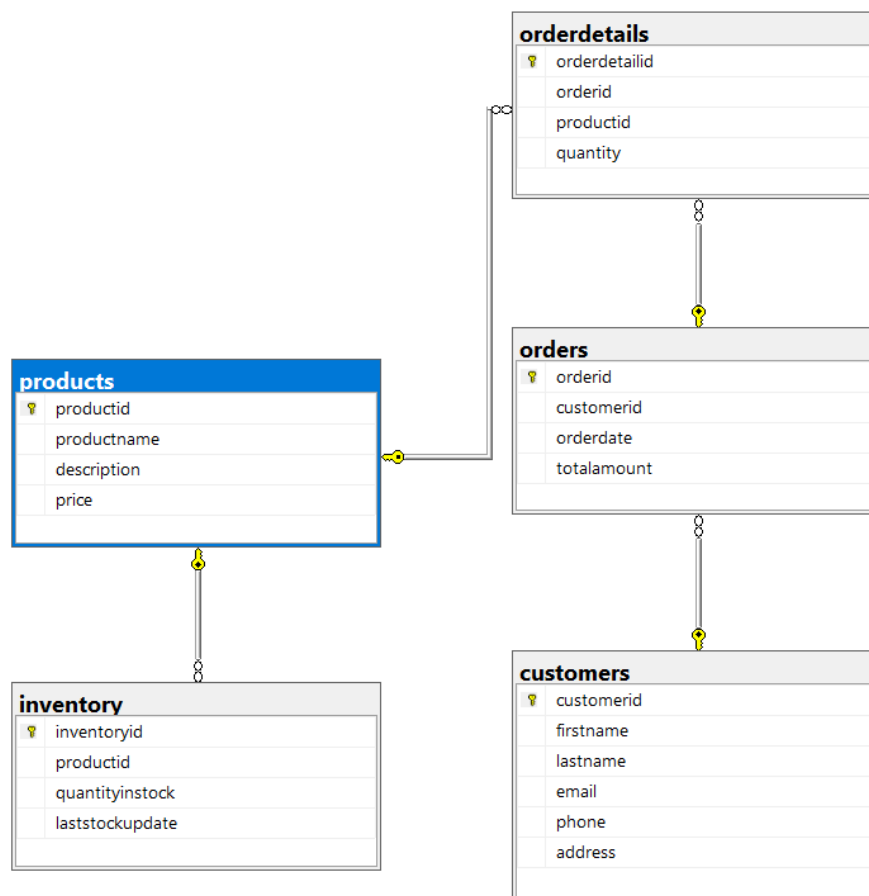 orderdetails
orderdetailid
orderid
productid
quantity
orders
orderid
customerid
orderdate
totalamount
products
productid
productname
description
price
inventory
inventoryid
productid
quantityinstock
laststockupdate
customers
customerid
firstname
lastname
email
phone
address